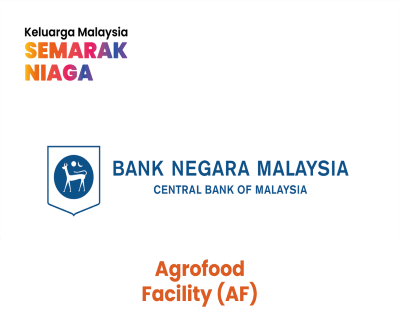 Keluarga Malaysia
SEMARAK
NIAGA
BANK NEGARA MALAYSIA
CENTRAL BANK OF MALAYSIA
Agrofood
Facility (AF)